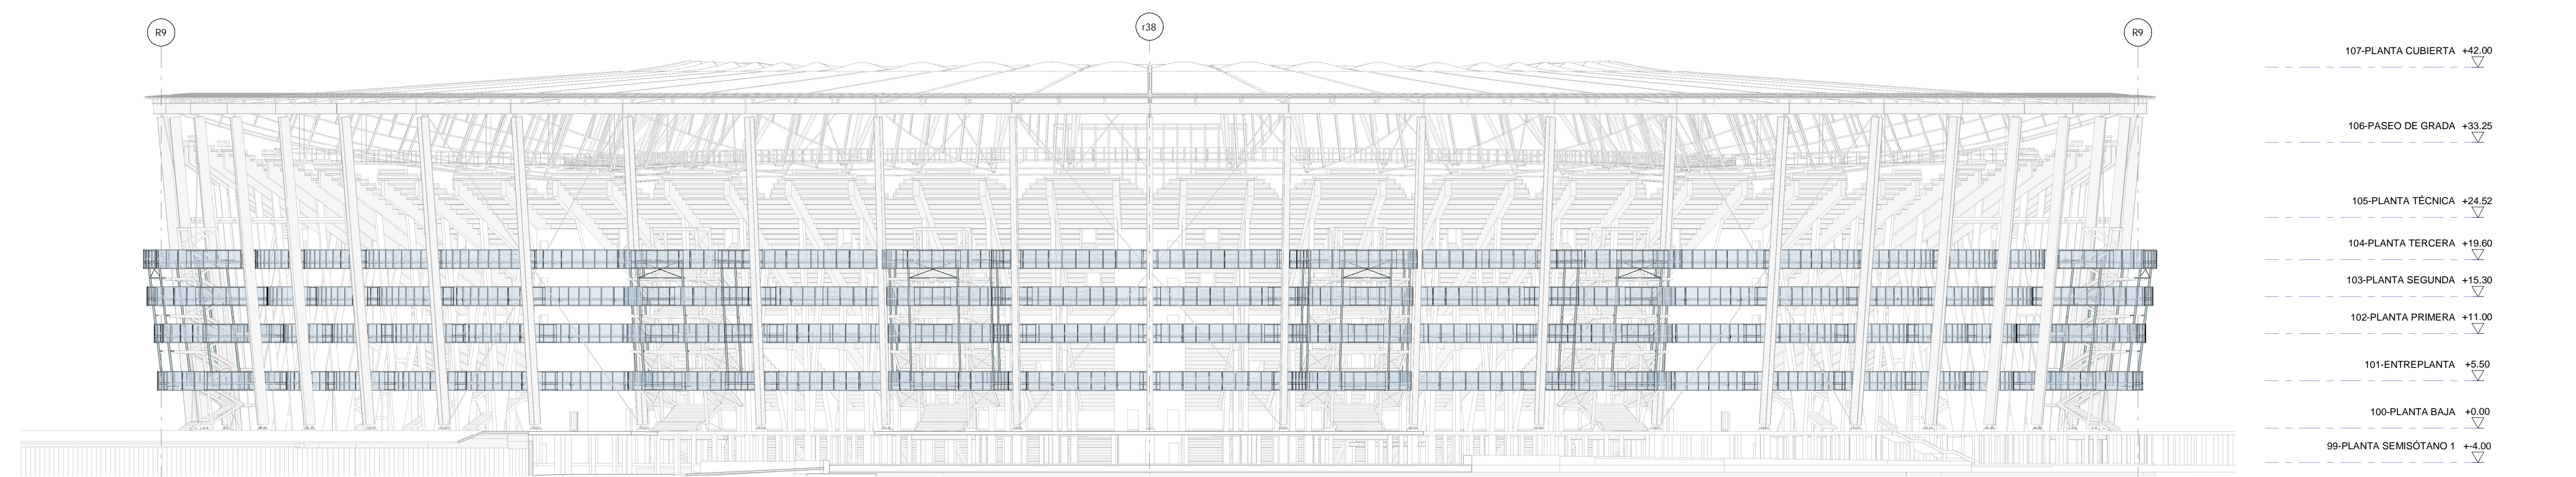 R9
r38
R9
107-PLANTA CUBIERTA +42.00
106-PASEO DE GRADA +33.25
105-PLANTA TÉCNICA +24.52
104-PLANTA TERCERA +19.60
103-PLANTA SEGUNDA +15.30
102-PLANTA PRIMERA +11.00
101-ENTREPLANTA +5.50
100-PLANTA BAJA +0.00
99-PLANTA SEMISÓTANO 1 +-4.00